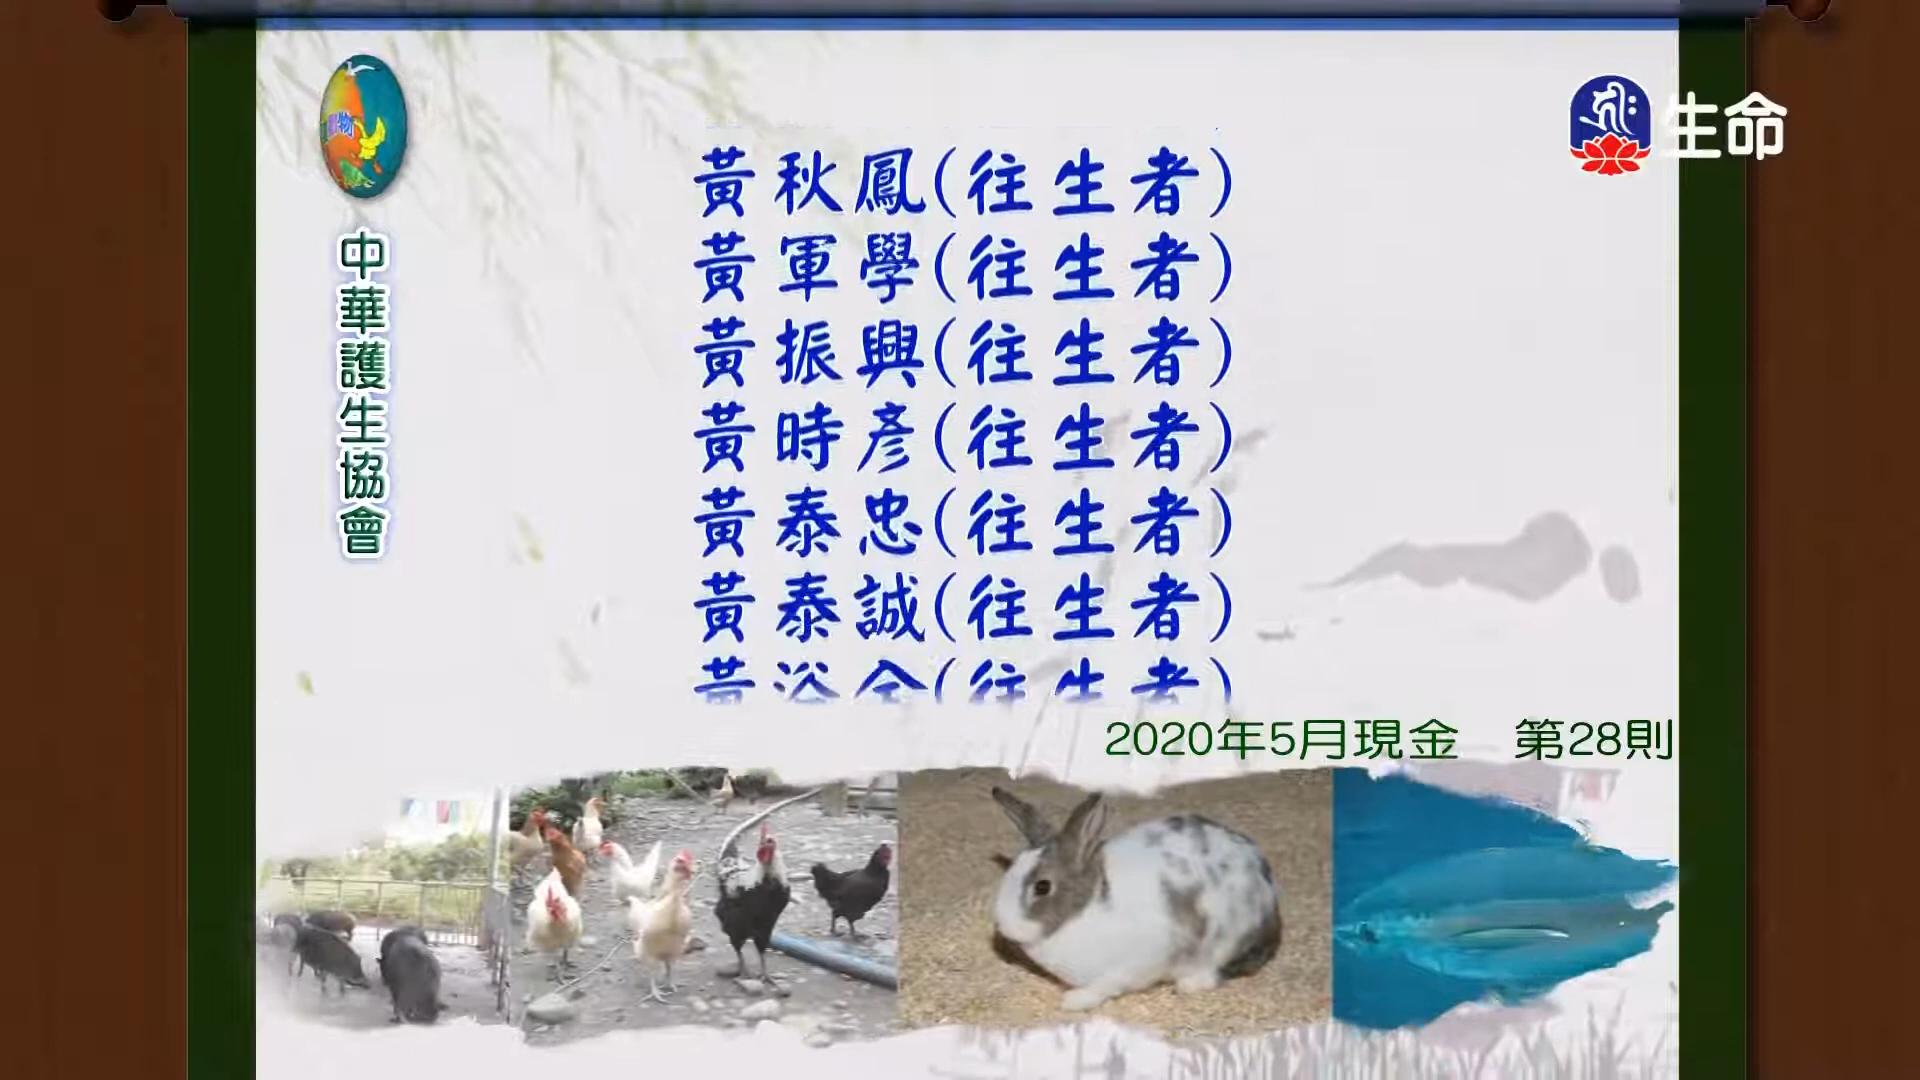 生命
動物
中華護生協會
黃秋鳳(往生者)
黃軍學(往生者)
黃振興(往生者)
黃時彥(往生者)
黃泰忠(往生者)
黃泰誠(往生者)
2020年5月現金　第28則